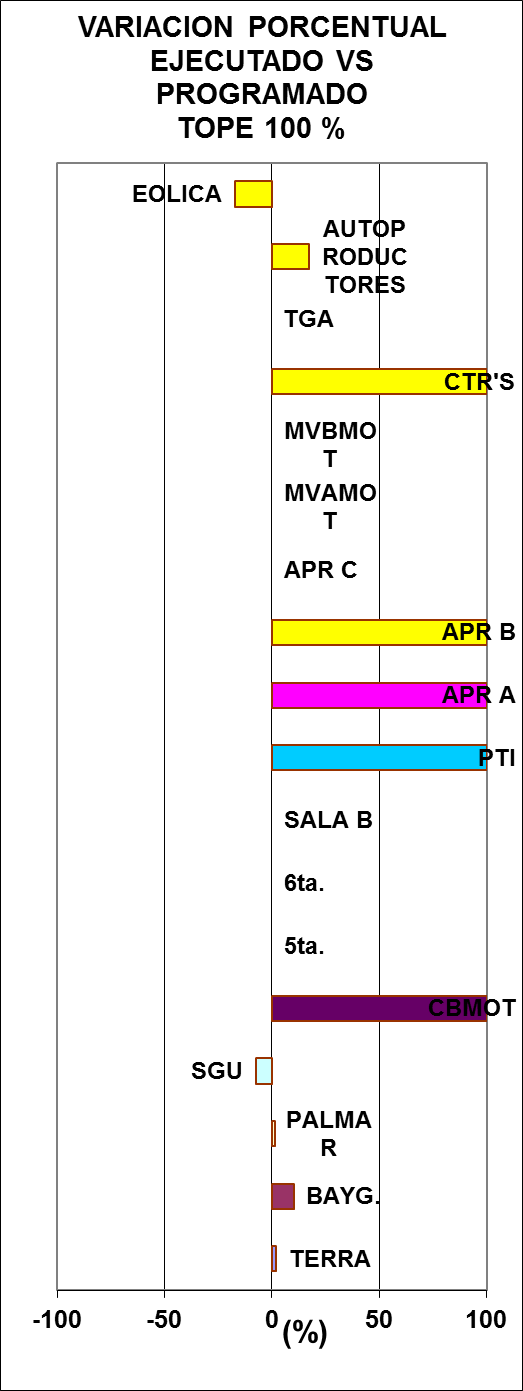 VARIACION PORCENTUAL
EJECUTADO VS
PROGRAMADO
TOPE 100 %
EOLICA
AUTOP
RODUC
TORES
TGA
CTR'S
MVBMO
T
MVAMO
T
APR C
APR B
APR A
PTI
SALA B
6ta.
5ta.
CBMOT
SGU
PALMA
R
BAYG.
TERRA
-100 -50 0 50 100
(%)